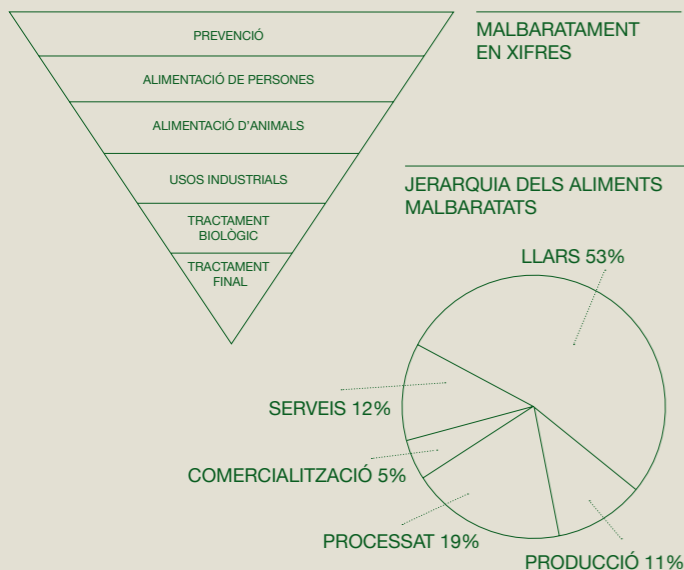 PREVENCIÓ
ALIMENTACIÓ DE PERSONES
ALIMENTACIÓ D'ANIMALS
USOS INDUSTRIALS
TRACTAMENT
BIOLÒGIC
TRACTAMENT
FINAL
MALBARATAMENT
EN XIFRES
JERARQUIA DELS ALIMENTS
MALBARATATS
LLARS 53%
SERVEIS 12%
COMERCIALITZACIÓ 5%
PROCESSAT 19%
PRODUCCIÓ 11%